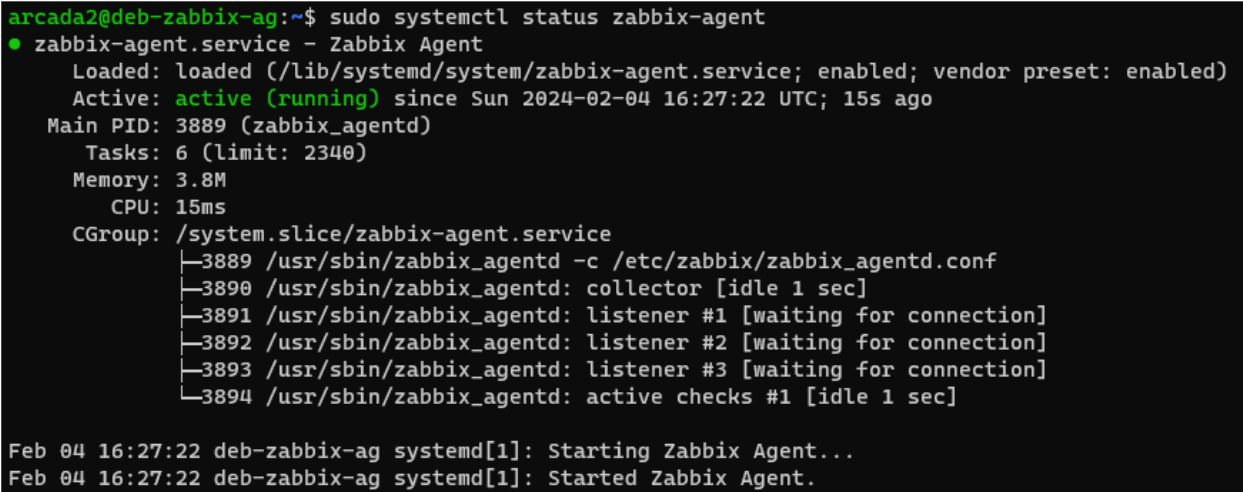 arcada2@deb-zabbix-ag:~$ sudo systemctl status zabbix-agent
● zabbix-agent.service - Zabbix Agent
     Loaded: loaded (/lib/systemd/system/zabbix-agent.service; enabled; vendor preset: enabled)
     Active: active (running) since Sun 2024-02-04 16:27:22 UTC; 15s ago
   Main PID: 3889 (zabbix_agentd)
      Tasks: 6 (limit: 2340)
     Memory: 3.8M
        CPU: 15ms
     CGroup: /system.slice/zabbix-agent.service
             ├─3889 /usr/sbin/zabbix_agentd -c /etc/zabbix/zabbix_agentd.conf
             ├─3890 /usr/sbin/zabbix_agentd: collector [idle 1 sec]
             ├─3891 /usr/sbin/zabbix_agentd: listener #1 [waiting for connection]
             ├─3892 /usr/sbin/zabbix_agentd: listener #2 [waiting for connection]
             ├─3893 /usr/sbin/zabbix_agentd: listener #3 [waiting for connection]
             └─3894 /usr/sbin/zabbix_agentd: active checks #1 [idle 1 sec]

Feb 04 16:27:22 deb-zabbix-ag systemd[1]: Starting Zabbix Agent...
Feb 04 16:27:22 deb-zabbix-ag systemd[1]: Started Zabbix Agent.